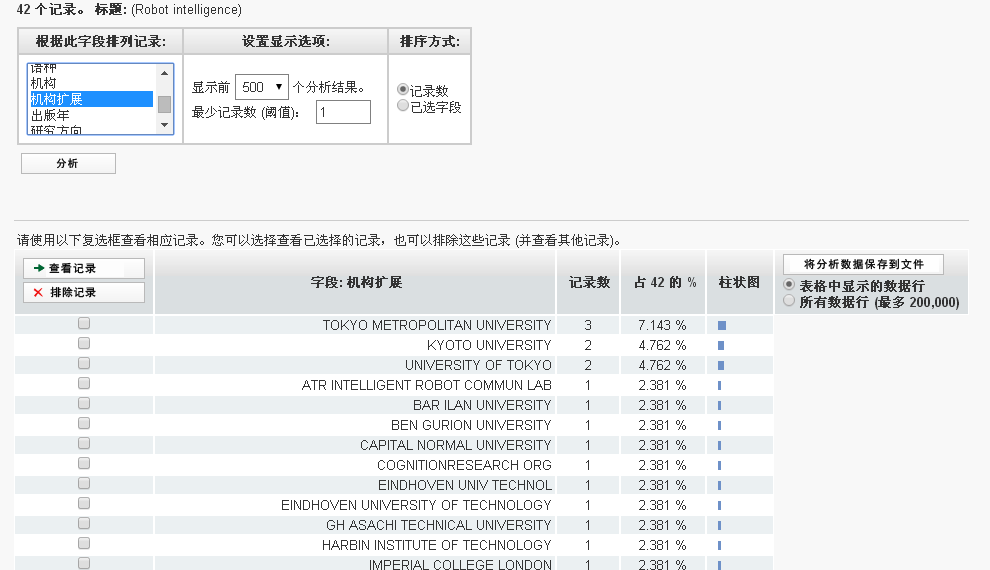 42 个记录。 标题: (Robot intelligence)
根据此字段排列记录: 设置显示选项: 排序方式:
语种
机构
机构扩展
出版年
研究方向
显示前 500 个分析结果。
最少记录数 (阈值): 1
记录数
已选字段
分析
请使用以下复选框查看相应记录。您可以选择查看已选择的记录，也可以排除这些记录 (并查看其他记录)。
查看记录
排除记录
字段: 机构扩展 记录数 占 42 的 % 柱状图
将分析数据保存到文件
表格中显示的数据行
所有数据行 (最多 200,000)
TOKYO METROPOLITAN UNIVERSITY 3 7.143 %
KYOTO UNIVERSITY 2 4.762 %
UNIVERSITY OF TOKYO 2 4.762 %
ATR INTELLIGENT ROBOT COMMUN LAB 1 2.381 %
BAR ILAN UNIVERSITY 1 2.381 %
BEN GURION UNIVERSITY 1 2.381 %
CAPITAL NORMAL UNIVERSITY 1 2.381 %
COGNITIONRESEARCH ORG 1 2.381 %
EINDHOVEN UNIV TECHNOL 1 2.381 %
EINDHOVEN UNIVERSITY OF TECHNOLOGY 1 2.381 %
GH ASACHI TECHNICAL UNIVERSITY 1 2.381 %
HARBIN INSTITUTE OF TECHNOLOGY 1 2.381 %
IMPERIAL COLLEGE LONDON 1 2.381 %